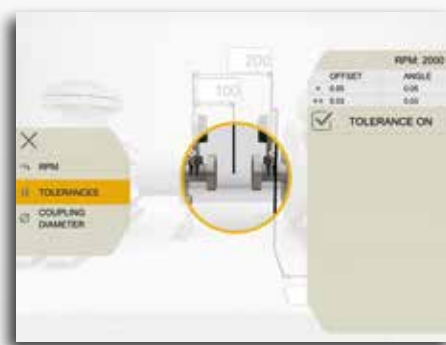 200
100
RPM
TOLERANCES
COUPLING
DIAMETER
RPM: 2000
OFFSET ANGLE
* 0.05 0.05
** 0.03 0.03
TOLERANCE ON